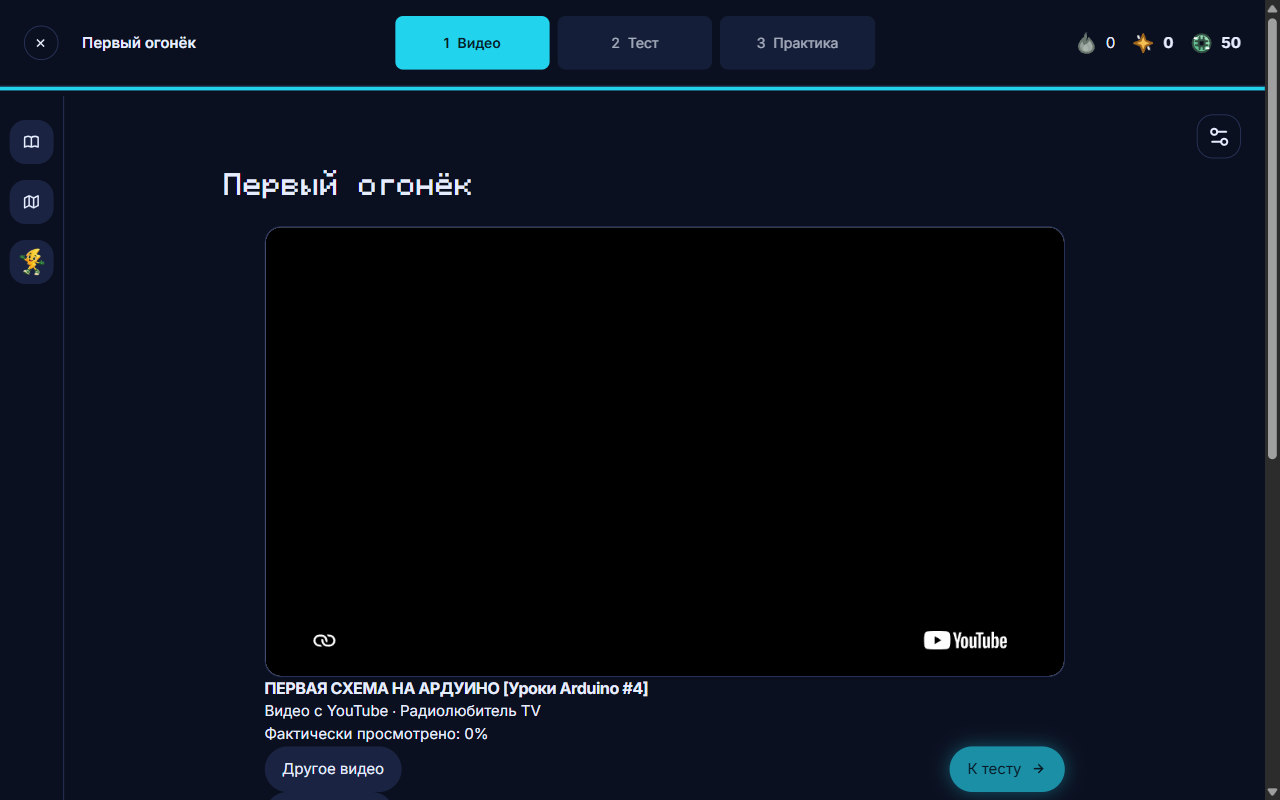 Первый огонёк
1 Видео
2 Тест
3 Практика
0
0
50
Первый огонёк
YouTube
ПЕРВАЯ СХЕМА НА АРДУИНО [Уроки Arduino #4]
Видео с YouTube · Радиолюбитель TV
Фактически просмотрено: 0%
Другое видео
К тесту →